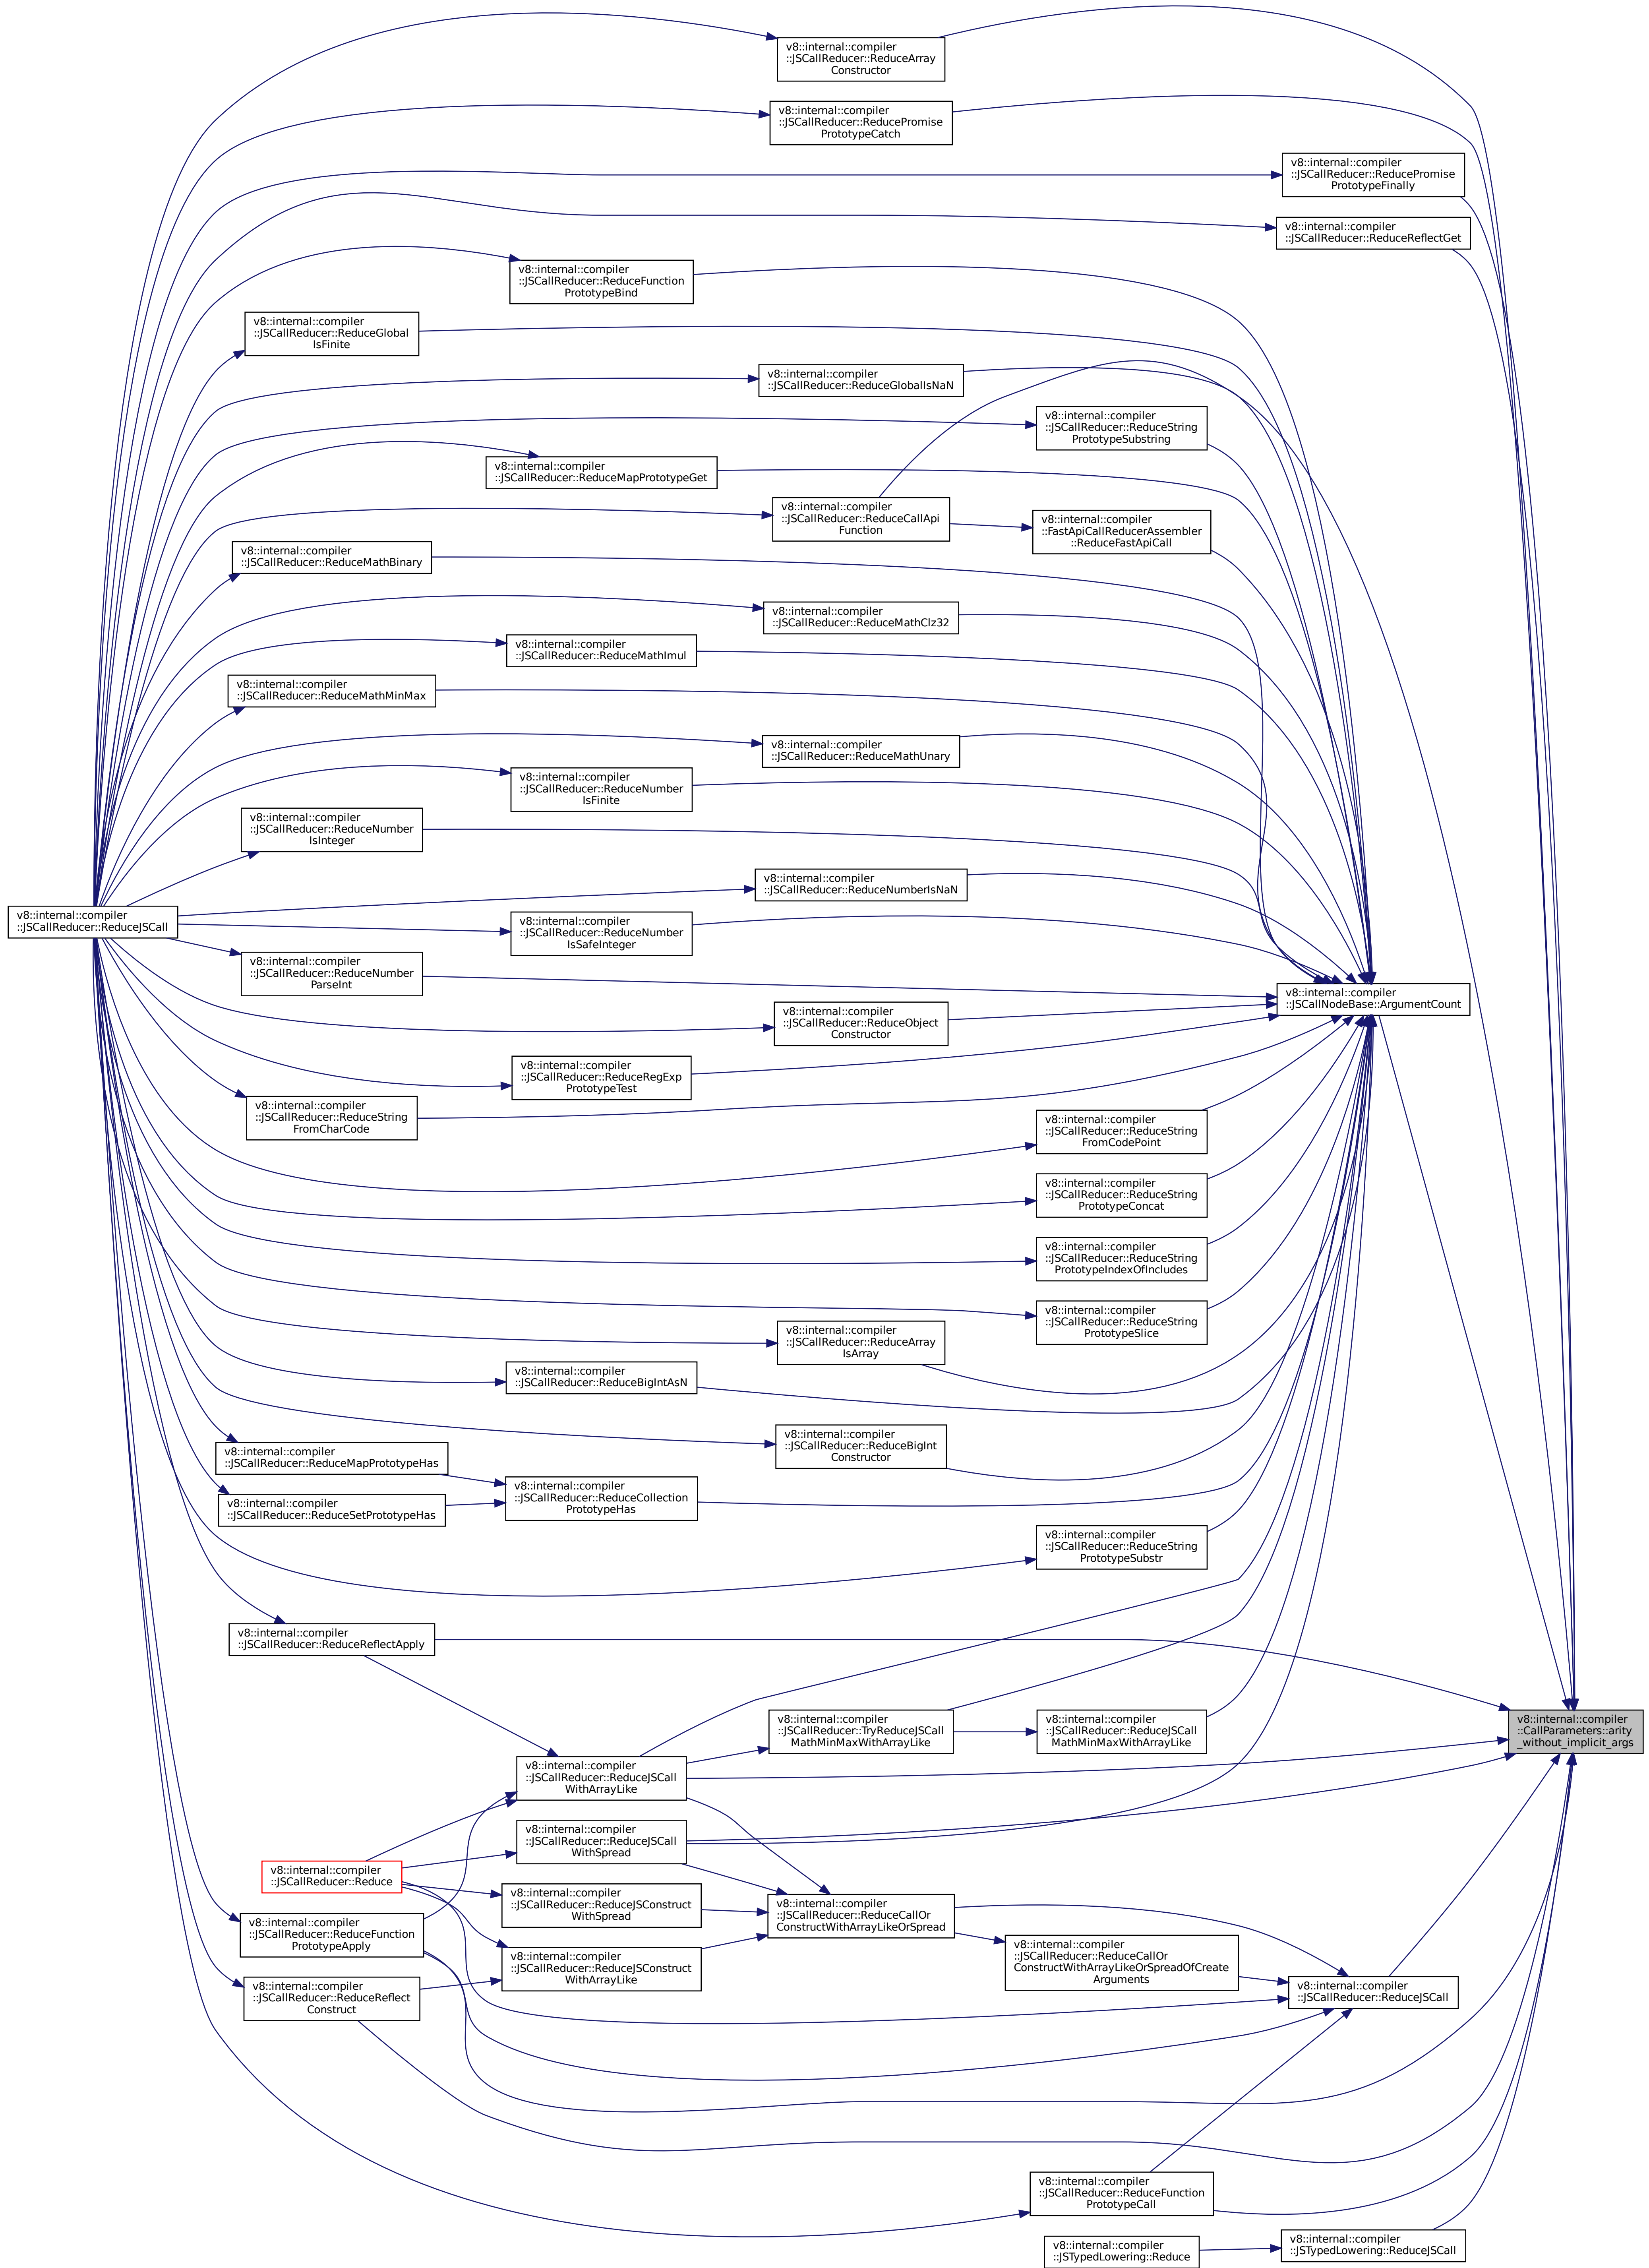 v8::internal::compiler
::JSCallReducer::ReduceArray
Constructor
v8::internal::compiler
::JSCallReducer::ReducePromise
PrototypeCatch
v8::internal::compiler
::JSCallReducer::ReducePromise
PrototypeFinally
v8::internal::compiler
::JSCallReducer::ReduceReflectGet
v8::internal::compiler
::JSCallReducer::ReduceFunction
PrototypeBind
v8::internal::compiler
::JSCallReducer::ReduceGlobal
IsFinite
v8::internal::compiler
::JSCallReducer::ReduceGlobalIsNaN
v8::internal::compiler
::JSCallReducer::ReduceString
PrototypeSubstring
v8::internal::compiler
::JSCallReducer::ReduceMapPrototypeGet
v8::internal::compiler
::JSCallReducer::ReduceCallApi
Function
v8::internal::compiler
::FastApiCallReducerAssembler
::ReduceFastApiCall
v8::internal::compiler
::JSCallReducer::ReduceMathBinary
v8::internal::compiler
::JSCallReducer::ReduceMathClz32
v8::internal::compiler
::JSCallReducer::ReduceMathImul
v8::internal::compiler
::JSCallReducer::ReduceMathMinMax
v8::internal::compiler
::JSCallReducer::ReduceMathUnary
v8::internal::compiler
::JSCallReducer::ReduceNumber
IsFinite
v8::internal::compiler
::JSCallReducer::ReduceNumber
IsInteger
v8::internal::compiler
::JSCallReducer::ReduceNumberIsNaN
v8::internal::compiler
::JSCallReducer::ReduceJSCall
v8::internal::compiler
::JSCallReducer::ReduceNumber
IsSafeInteger
v8::internal::compiler
::JSCallReducer::ReduceNumber
ParseInt
v8::internal::compiler
::JSCallNodeBase::ArgumentCount
v8::internal::compiler
::JSCallReducer::ReduceObject
Constructor
v8::internal::compiler
::JSCallReducer::ReduceRegExp
PrototypeTest
v8::internal::compiler
::JSCallReducer::ReduceString
FromCharCode
v8::internal::compiler
::JSCallReducer::ReduceString
FromCodePoint
v8::internal::compiler
::JSCallReducer::ReduceString
PrototypeConcat
v8::internal::compiler
::JSCallReducer::ReduceString
PrototypeIndexOfIncludes
v8::internal::compiler
::JSCallReducer::ReduceString
PrototypeSlice
v8::internal::compiler
::JSCallReducer::ReduceArray
IsArray
v8::internal::compiler
::JSCallReducer::ReduceBigIntAsN
v8::internal::compiler
::JSCallReducer::ReduceBigInt
Constructor
v8::internal::compiler
::JSCallReducer::ReduceMapPrototypeHas
v8::internal::compiler
::JSCallReducer::ReduceCollection
PrototypeHas
v8::internal::compiler
::JSCallReducer::ReduceSetPrototypeHas
v8::internal::compiler
::JSCallReducer::ReduceString
PrototypeSubstr
v8::internal::compiler
::JSCallReducer::ReduceReflectApply
v8::internal::compiler
::JSCallReducer::TryReduceJSCall
MathMinMaxWithArrayLike
v8::internal::compiler
::JSCallReducer::ReduceJSCall
MathMinMaxWithArrayLike
v8::internal::compiler
::CallParameters::arity
_without_implicit_args
v8::internal::compiler
::JSCallReducer::ReduceJSCall
WithArrayLike
v8::internal::compiler
::JSCallReducer::ReduceJSCall
WithSpread
v8::internal::compiler
::JSCallReducer::Reduce
v8::internal::compiler
::JSCallReducer::ReduceJSConstruct
WithSpread
v8::internal::compiler
::JSCallReducer::ReduceCallOr
ConstructWithArrayLikeOrSpread
v8::internal::compiler
::JSCallReducer::ReduceFunction
PrototypeApply
v8::internal::compiler
::JSCallReducer::ReduceJSConstruct
WithArrayLike
v8::internal::compiler
::JSCallReducer::ReduceCallOr
ConstructWithArrayLikeOrSpreadOfCreate
Arguments
v8::internal::compiler
::JSCallReducer::ReduceReflect
Construct
v8::internal::compiler
::JSCallReducer::ReduceJSCall
v8::internal::compiler
::JSCallReducer::ReduceFunction
PrototypeCall
v8::internal::compiler
::JSTypedLowering::Reduce
v8::internal::compiler
::JSTypedLowering::ReduceJSCall